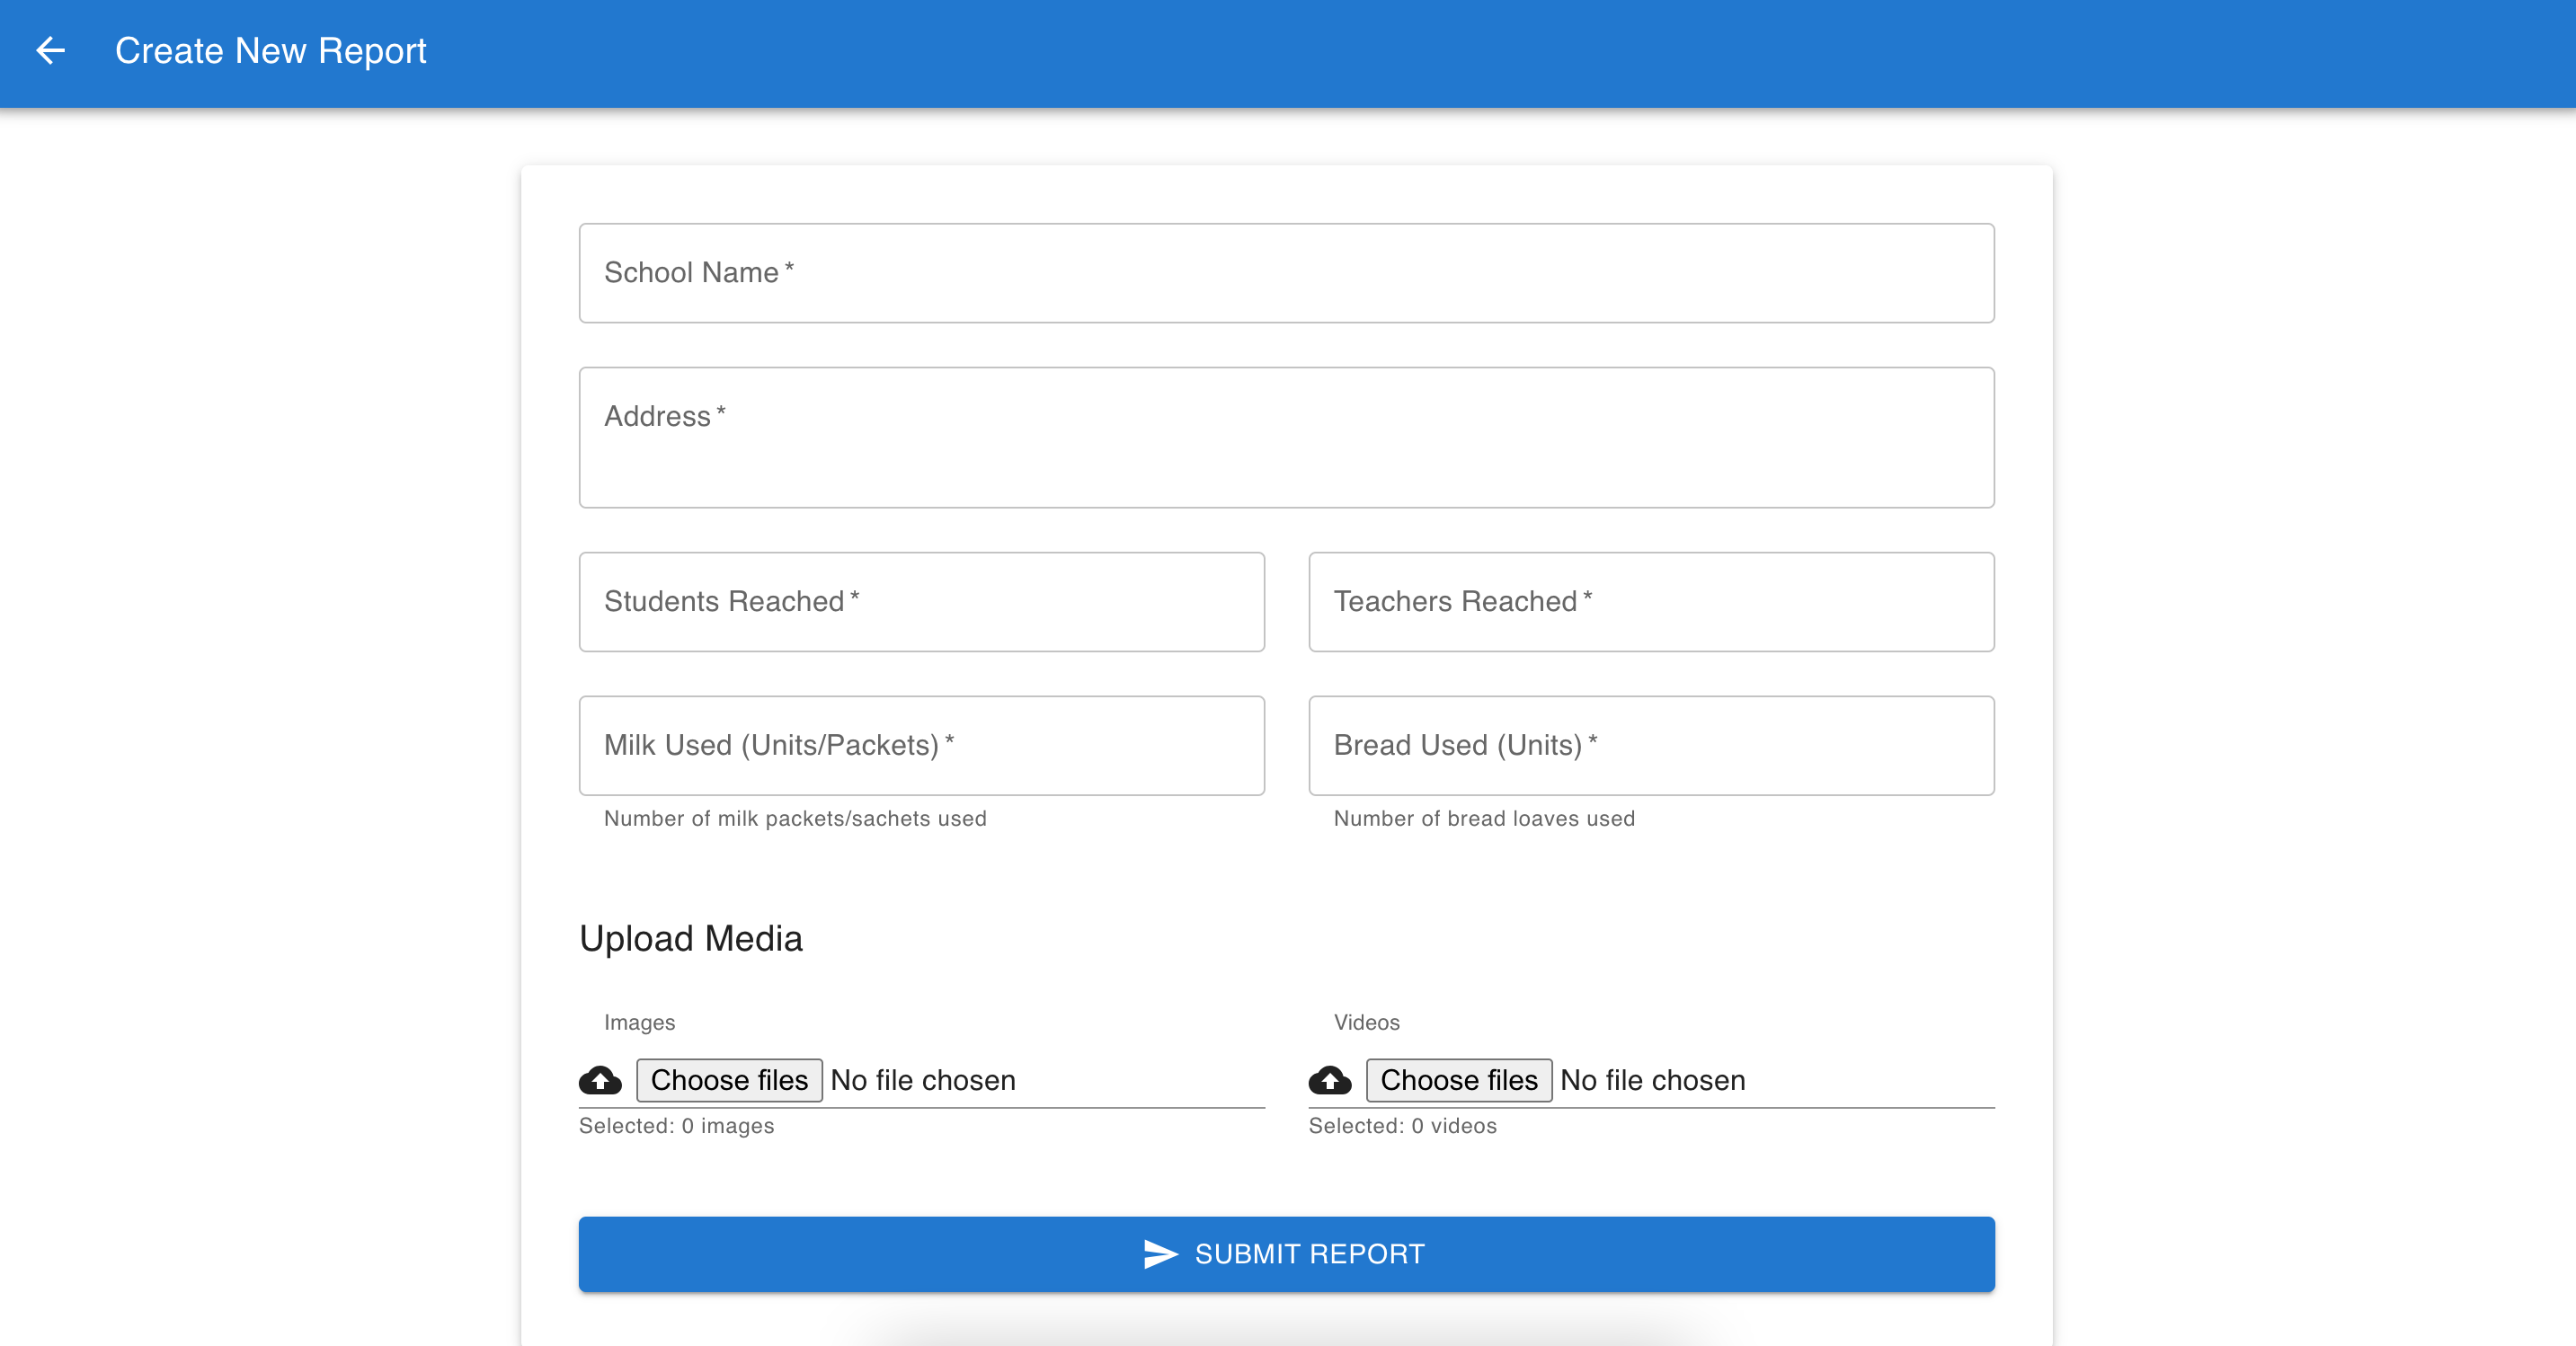 Create New Report
School Name *
Address *
Students Reached *
Teachers Reached *
Milk Used (Units/Packets) *
Bread Used (Units) *
Number of milk packets/sachets used
Number of bread loaves used
Upload Media
Images
Videos
Choose files No file chosen
Choose files No file chosen
Selected: 0 images
Selected: 0 videos
SUBMIT REPORT